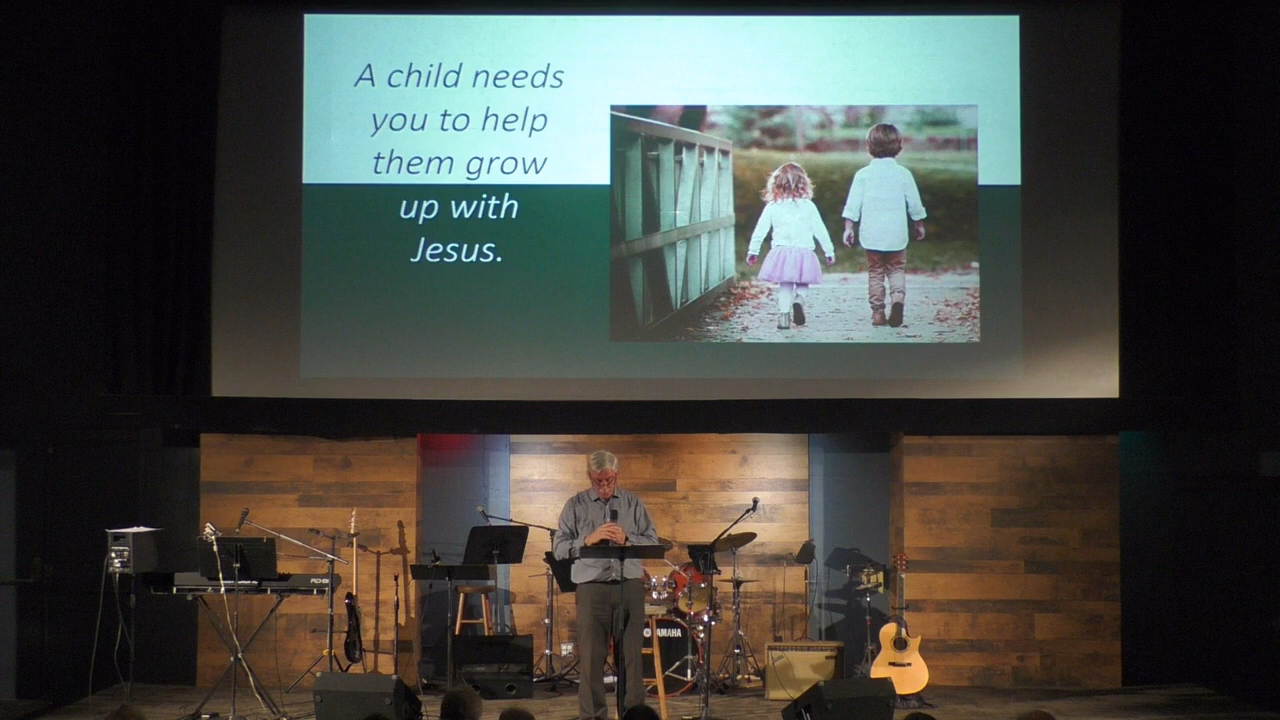 A child needs
you to help
them grow
up with
Jesus.
YAMAHA